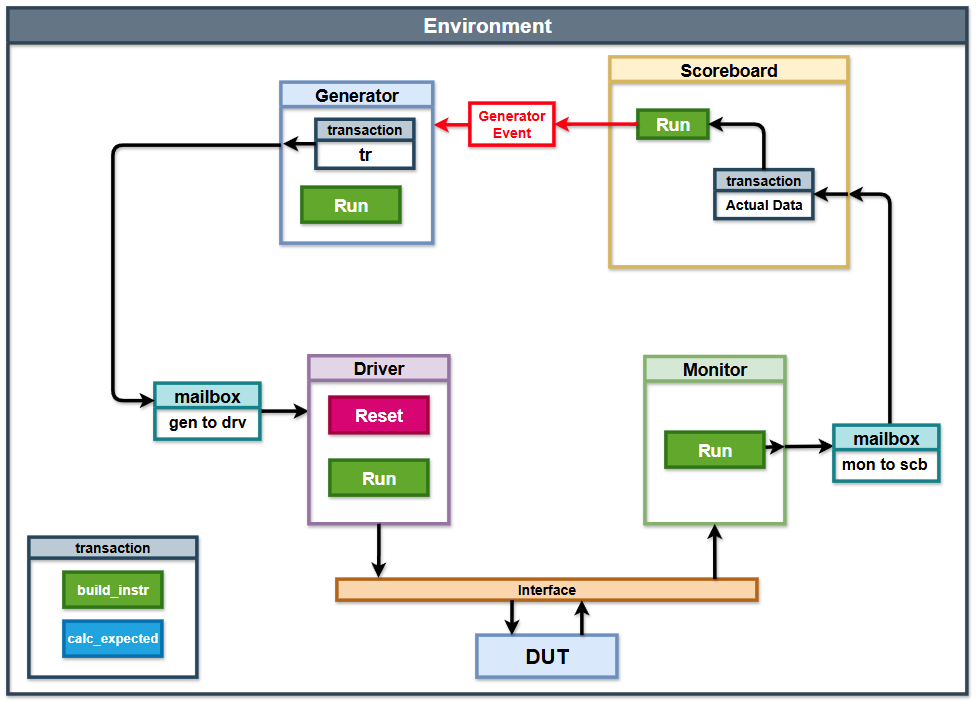 Environment
Scoreboard
Generator
Generator
Event
Run
transaction
tr
transaction
Actual Data
Run
Driver
Monitor
mailbox
gen to drv
Reset
Run
Run
mailbox
mon to scb
transaction
build_instr
calc_expected
Interface
DUT